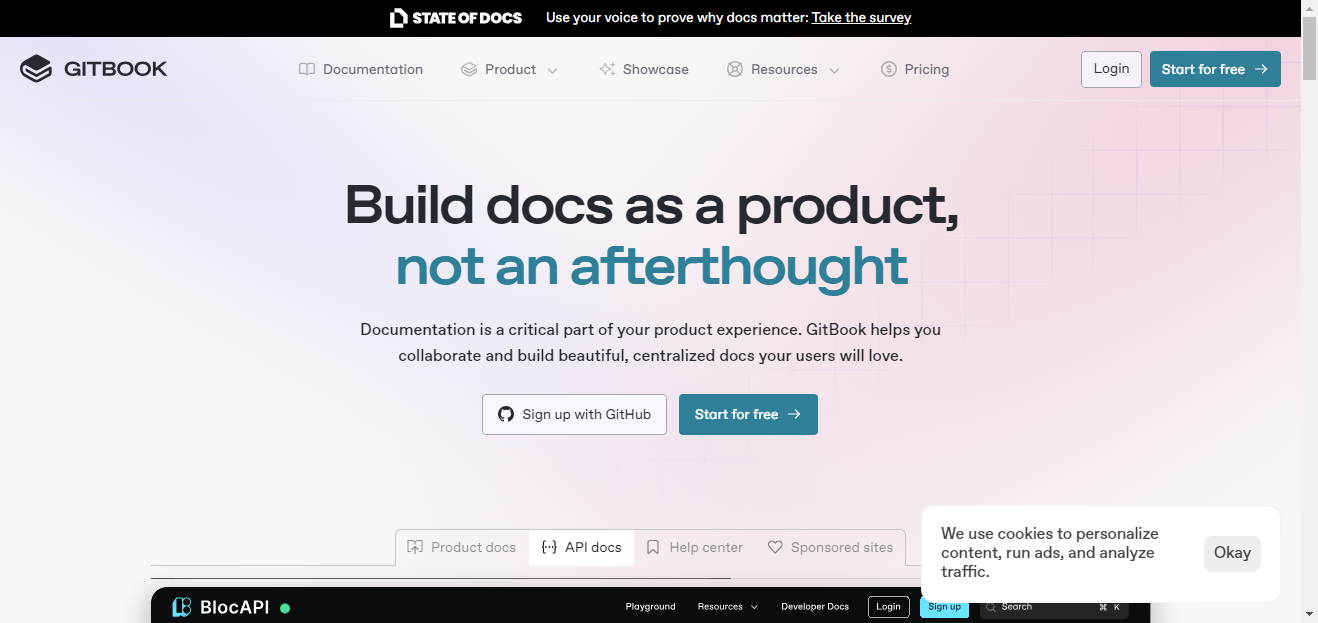 STATE OF DOCS Use your voice to prove why docs matter: Take the survey
GITBOOK Documentation Product Showcase Resources Pricing Login Start for free →
Build docs as a product,
not an afterthought
Documentation is a critical part of your product experience. GitBook helps you
collaborate and build beautiful, centralized docs your users will love.
Sign up with GitHub Start for free →
Product docs API docs Help center Sponsored sites
We use cookies to personalize
content, run ads, and analyze
traffic.
Okay
BlocAPI Playground Resources Developer Docs Login Sign up Search ⌘ K